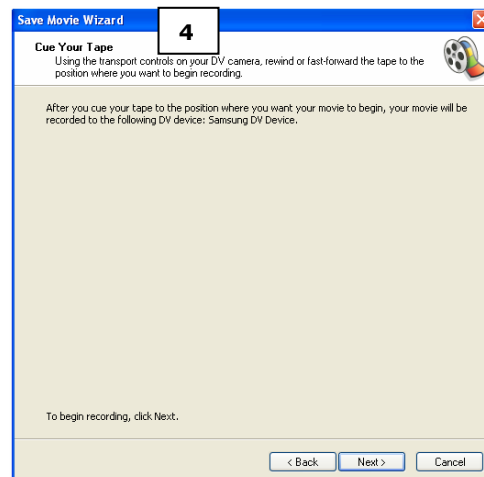 Save Movie Wizard
4
Cue Your Tape
Using the transport controls on your DV camera, rewind or fast-forward the tape to the
position where you want to begin recording.
After you cue your tape to the position where you want your movie to begin, your movie will be
recorded to the following DV device: Samsung DV Device.
To begin recording, click Next.
< Back Next > Cancel